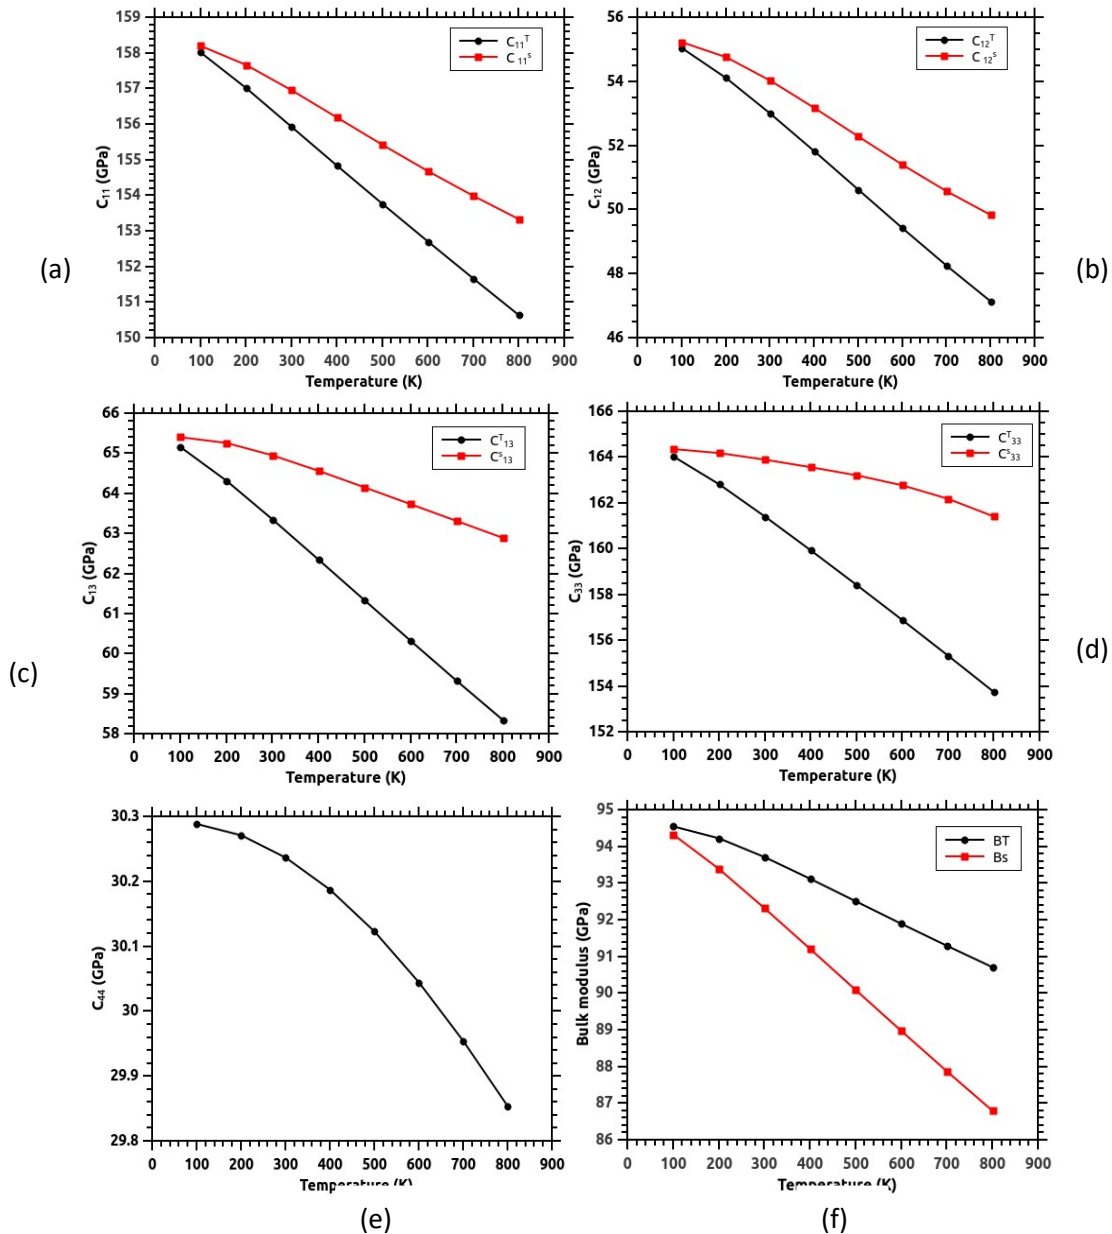 159
158
157
156
155
154
153
152
151
150
C₁₁ (GPa)
C₁₁ᵀ
C ₁₁ˢ
0 100 200 300 400 500 600 700 800 900
Temperature (K)
(a)
56
54
52
50
48
46
C₁₂ (GPa)
C₁₂ᵀ
C ₁₂ˢ
0 100 200 300 400 500 600 700 800 900
Temperature (K)
(b)
66
65
64
63
62
61
60
59
58
C₁₃ (GPa)
Cᵀ₁₃
Cˢ₁₃
0 100 200 300 400 500 600 700 800 900
Temperature (K)
(c)
166
164
162
160
158
156
154
152
C₃₃ (GPa)
Cᵀ₃₃
Cˢ₃₃
0 100 200 300 400 500 600 700 800 900
Temperature (K)
(d)
30.3
30.2
30.1
30
29.9
29.8
C₄₄ (GPa)
0 100 200 300 400 500 600 700 800 900
Temperature (K)
(e)
95
94
93
92
91
90
89
88
87
86
Bulk modulus (GPa)
BT
Bs
0 100 200 300 400 500 600 700 800 900
Temperature (K)
(f)